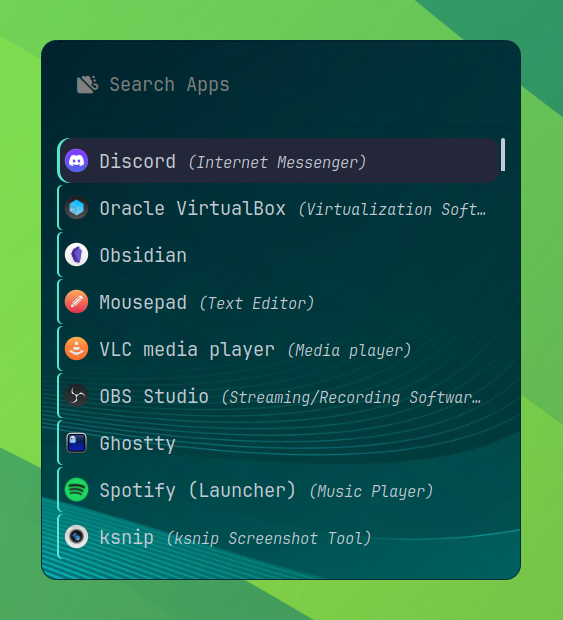 Search Apps
Discord (Internet Messenger)
Oracle VirtualBox (Virtualization Soft…
Obsidian
Mousepad (Text Editor)
VLC media player (Media player)
OBS Studio (Streaming/Recording Softwar…
Ghostty
Spotify (Launcher) (Music Player)
ksnip (ksnip Screenshot Tool)